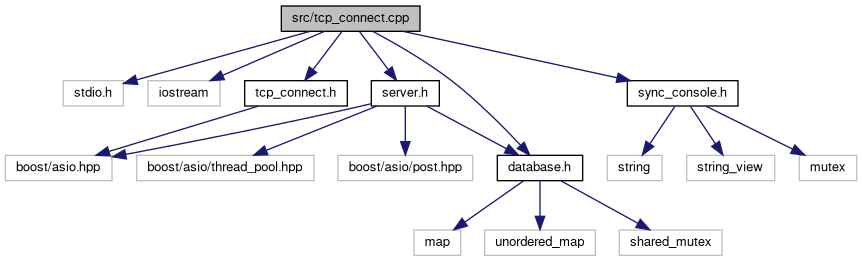 src/tcp_connect.cpp
stdio.h
iostream
tcp_connect.h
server.h
sync_console.h
boost/asio.hpp
boost/asio/thread_pool.hpp
boost/asio/post.hpp
database.h
string
string_view
mutex
map
unordered_map
shared_mutex